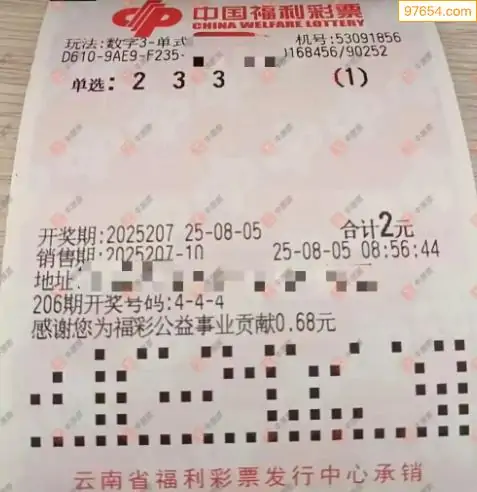 97654.com
中国福利彩票
CHINA WELFARE LOTTERY
玩法:数字3-单式
机号:53091856
D610-9AE9-F235-
168456/90252
单选: 2 3 3 (1)
开奖期:2025207 25-08-05 合计2元
销售期:2025207-10 25-08-05 08:56:44
地址:
206期开奖号码:4-4-4
感谢您为福彩公益事业贡献0.68元
云南省福利彩票发行中心承销